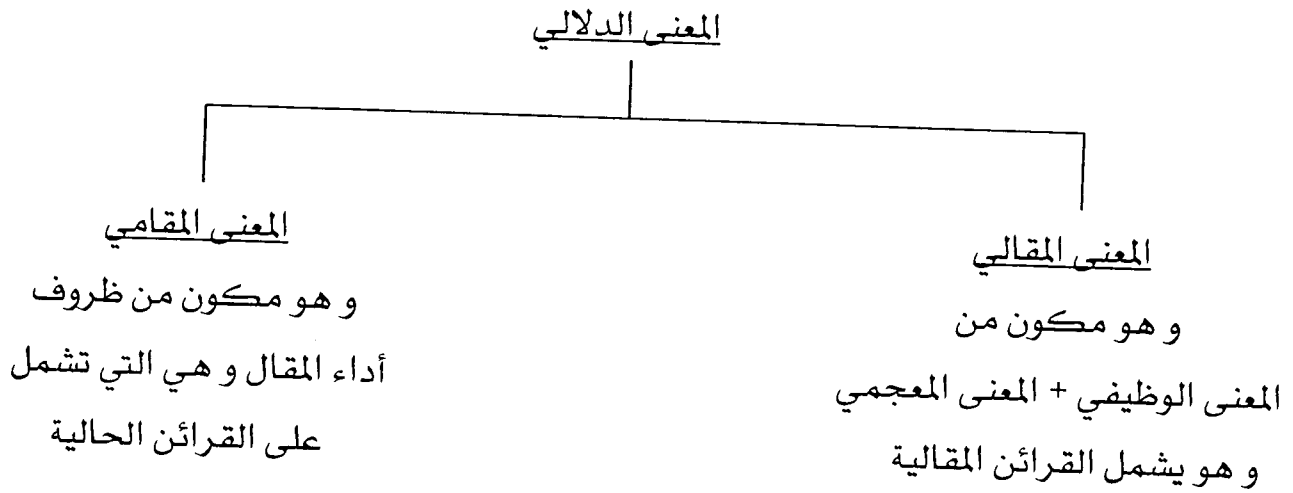 المعنى الدلالي
المعنى المقالي
و هو مكون من
المعنى الوظيفي + المعنى المعجمي
و هو يشمل القرائن المقالية
المعنى المقامي
و هو مكون من ظروف
أداء المقال و هي التي تشمل
على القرائن الحالية